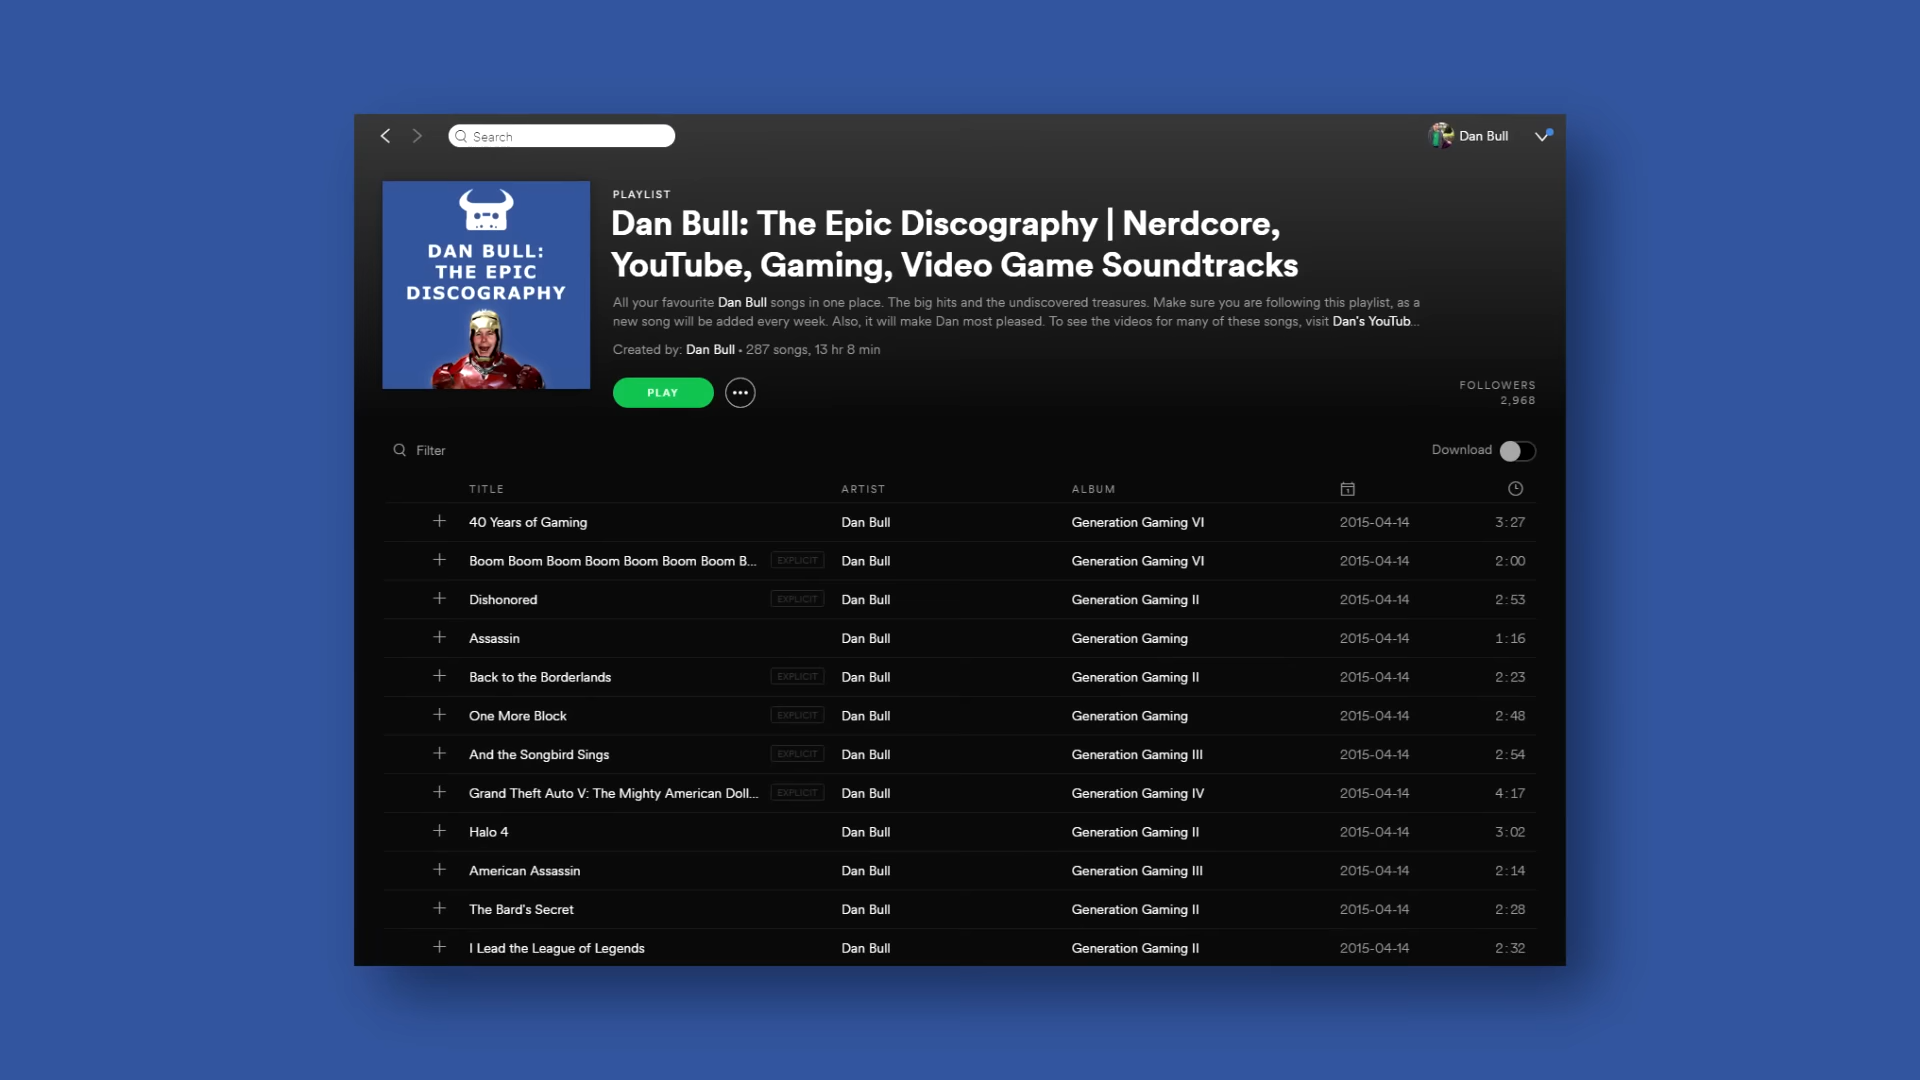 Search
Dan Bull
DAN BULL:
THE EPIC
DISCOGRAPHY
PLAYLIST
Dan Bull: The Epic Discography | Nerdcore,
YouTube, Gaming, Video Game Soundtracks
All your favourite Dan Bull songs in one place. The big hits and the undiscovered treasures. Make sure you are following this playlist, as a
new song will be added every week. Also, it will make Dan most pleased. To see the videos for many of these songs, visit Dan's YouTub...
Created by: Dan Bull • 287 songs, 13 hr 8 min
PLAY
FOLLOWERS
2,968
Filter
Download
TITLE ARTIST ALBUM
40 Years of Gaming Dan Bull Generation Gaming VI 2015-04-14 3:27
Boom Boom Boom Boom Boom Boom Boom B... EXPLICIT Dan Bull Generation Gaming VI 2015-04-14 2:00
Dishonored EXPLICIT Dan Bull Generation Gaming II 2015-04-14 2:53
Assassin Dan Bull Generation Gaming 2015-04-14 1:16
Back to the Borderlands EXPLICIT Dan Bull Generation Gaming II 2015-04-14 2:23
One More Block EXPLICIT Dan Bull Generation Gaming 2015-04-14 2:48
And the Songbird Sings EXPLICIT Dan Bull Generation Gaming III 2015-04-14 2:54
Grand Theft Auto V: The Mighty American Doll... EXPLICIT Dan Bull Generation Gaming IV 2015-04-14 4:17
Halo 4 Dan Bull Generation Gaming II 2015-04-14 3:02
American Assassin Dan Bull Generation Gaming III 2015-04-14 2:14
The Bard's Secret Dan Bull Generation Gaming II 2015-04-14 2:28
I Lead the League of Legends Dan Bull Generation Gaming II 2015-04-14 2:32